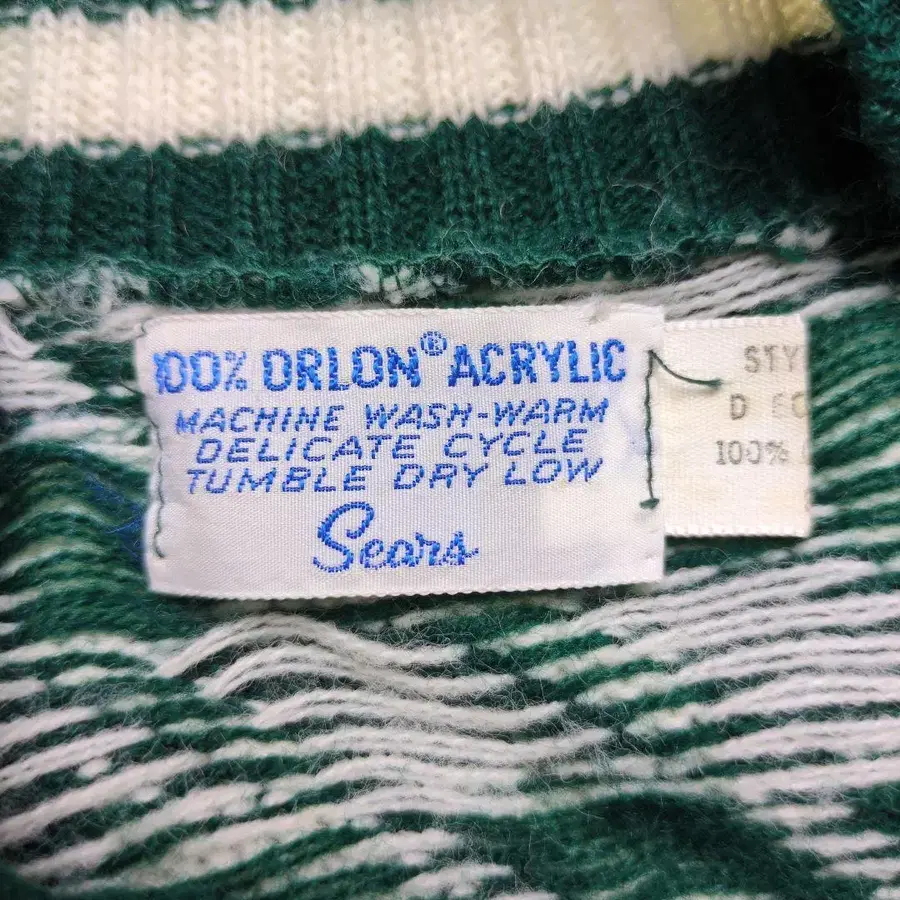 100% ORLON® ACRYLIC
MACHINE WASH-WARM
DELICATE CYCLE
TUMBLE DRY LOW
Sears
STY
D
100%